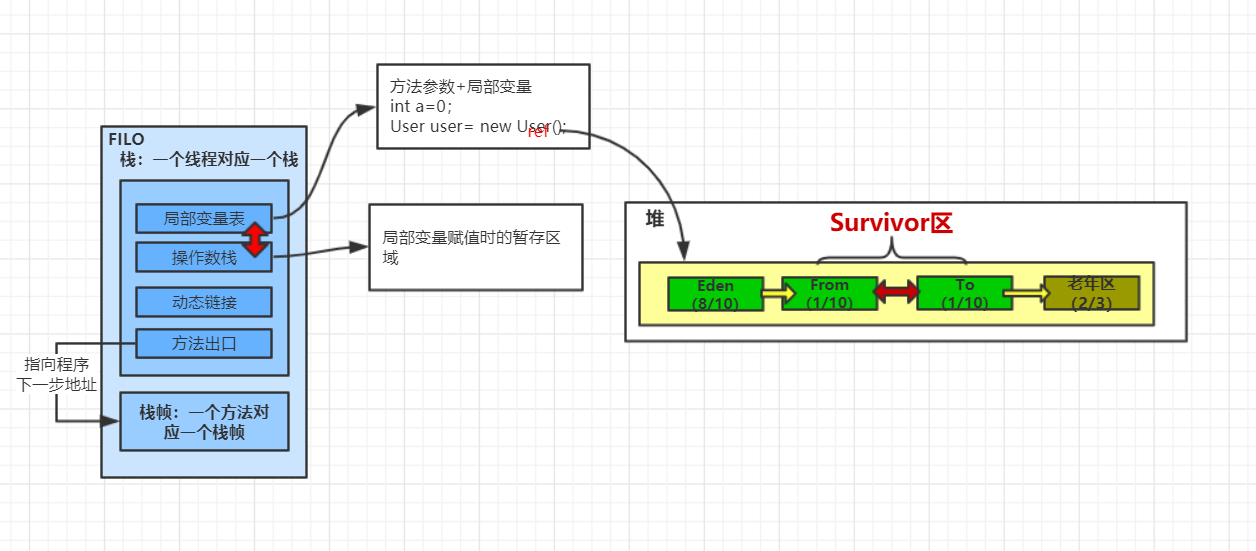 FILO
栈：一个线程对应一个栈
局部变量表
操作数栈
动态链接
方法出口
指向程序
下一步地址
栈帧：一个方法对
应一个栈帧
方法参数+局部变量
int a=0；
User user= new User();
ref
局部变量赋值时的暂存区
域
堆
Survivor区
Eden
(8/10)
From
(1/10)
To
(1/10)
老年区
(2/3)